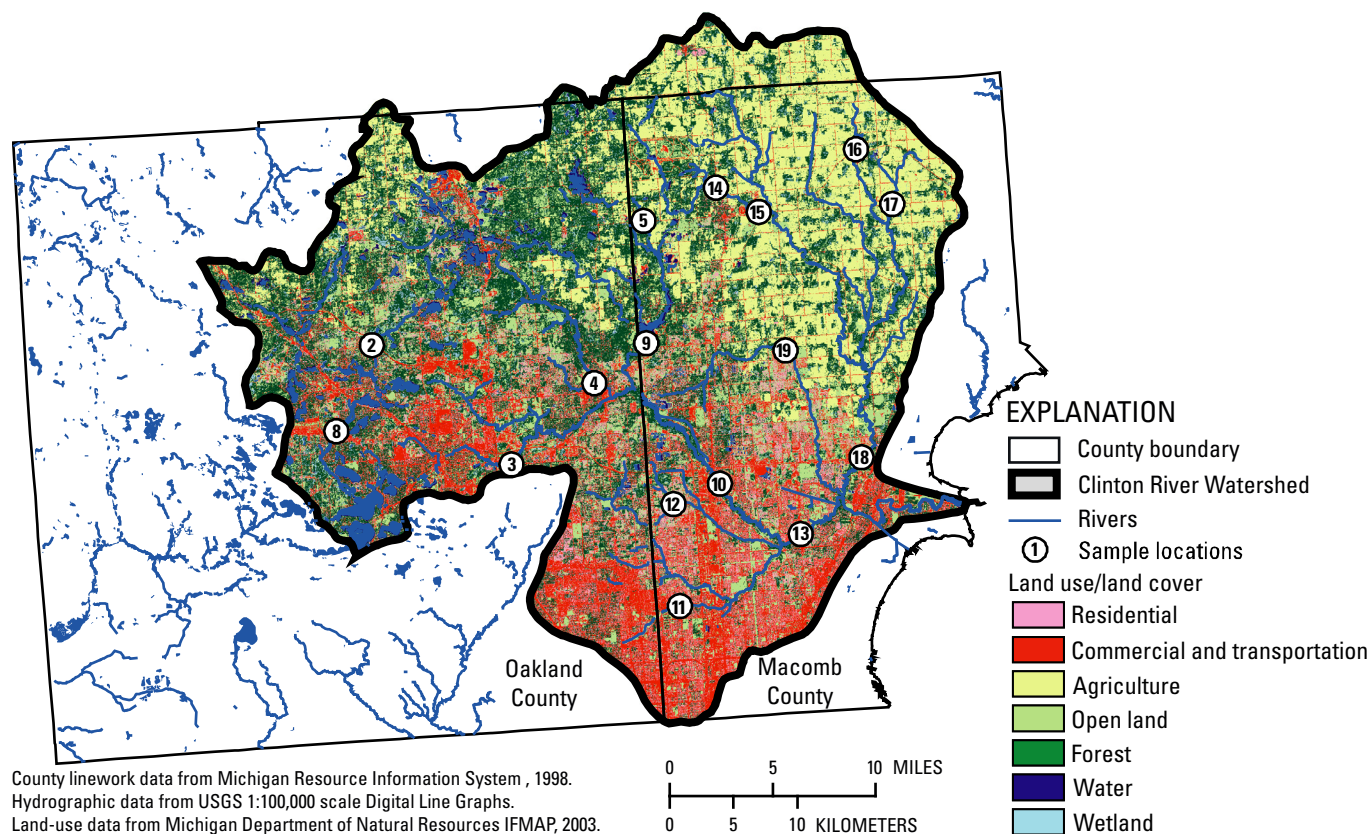 16
14
17
15
5
9
19
2
4
8
18
3
10
12
13
11
Oakland
County
Macomb
County
EXPLANATION
County boundary
Clinton River Watershed
Rivers
1 Sample locations
Land use/land cover
Residential
Commercial and transportation
Agriculture
Open land
Forest
Water
Wetland
County linework data from Michigan Resource Information System , 1998.
Hydrographic data from USGS 1:100,000 scale Digital Line Graphs.
Land-use data from Michigan Department of Natural Resources IFMAP, 2003.
0 5 10 MILES
0 5 10 KILOMETERS